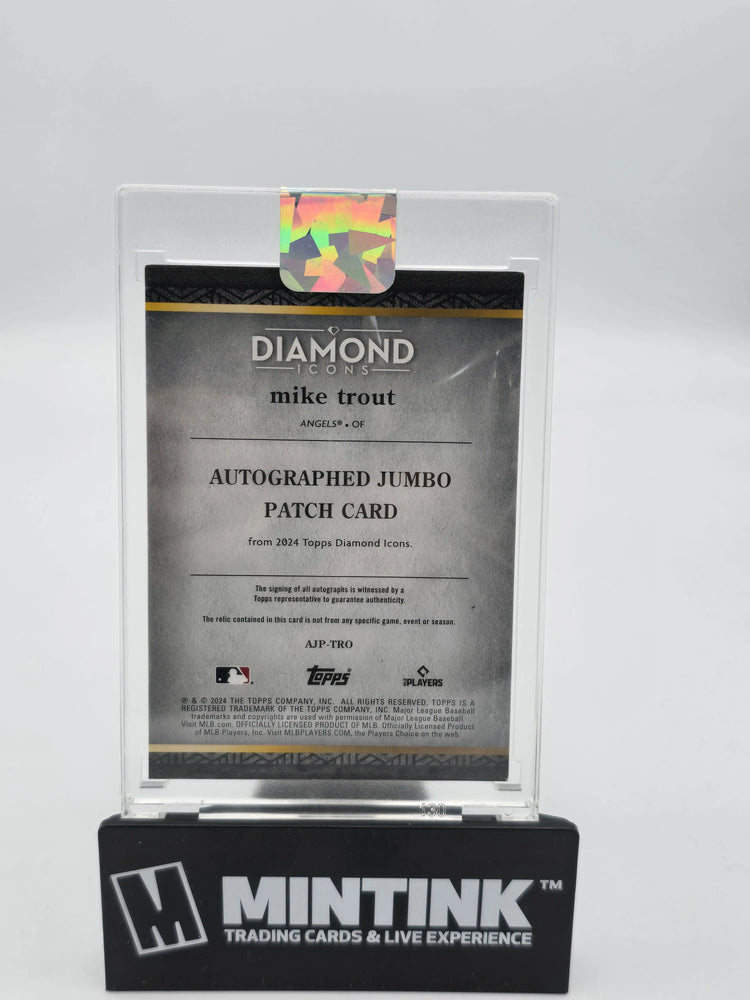 DIAMOND
ICONS
mike trout
ANGELS® • OF
AUTOGRAPHED JUMBO
PATCH CARD
from 2024 Topps Diamond Icons.
The signing of all autographs is witnessed by a
Topps representative to guarantee authenticity.
The relic contained in this card is not from any specific game, event or season.
AJP-TRO
Topps
PLAYERS
® & © 2024 THE TOPPS COMPANY, INC. ALL RIGHTS RESERVED. TOPPS IS A
REGISTERED TRADEMARK OF THE TOPPS COMPANY, INC. Major League Baseball
trademarks and copyrights are used with permission of Major League Baseball.
Visit MLB.com. OFFICIALLY LICENSED PRODUCT OF MLB. Officially Licensed Product
of MLB Players, Inc. Visit MLBPLAYERS.COM, the Players Choice on the web.
M MINTINK™
TRADING CARDS & LIVE EXPERIENCE